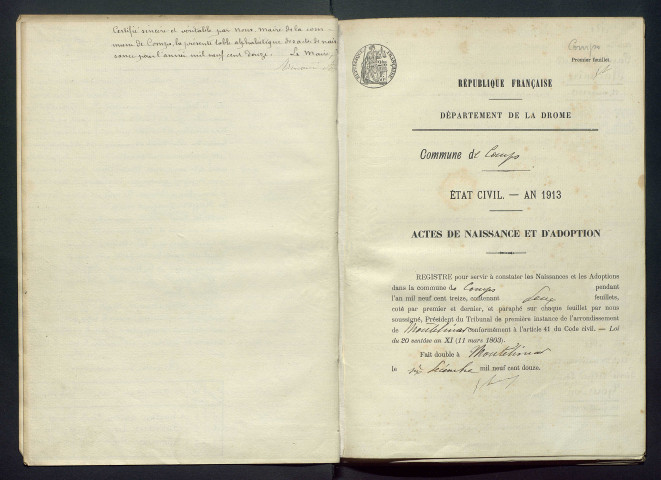 Certifié sincère et véritable par nous, maire de la com-
mune de Comps, la présente table alphabétique des actes de nais-
sance pour l'année mil neuf cent douze. Le Maire,
Comps
Premier feuillet
RÉPUBLIQUE FRANÇAISE
DÉPARTEMENT DE LA DROME
Commune de Comps
ÉTAT CIVIL. — AN 1913
ACTES DE NAISSANCE ET D'ADOPTION
REGISTRE pour servir à constater les Naissances et les Adoptions
dans la commune de Comps pendant
l'an mil neuf cent treize, contenant deux feuillets,
coté par premier et dernier, et paraphé sur chaque feuillet par nous
soussigné, Président du Tribunal de première instance de l'arrondissement
de Montélimar conformément à l'article 41 du Code civil. — Loi
du 20 ventôse an XI (11 mars 1803).
Fait double à Montélimar
le décembre mil neuf cent douze.